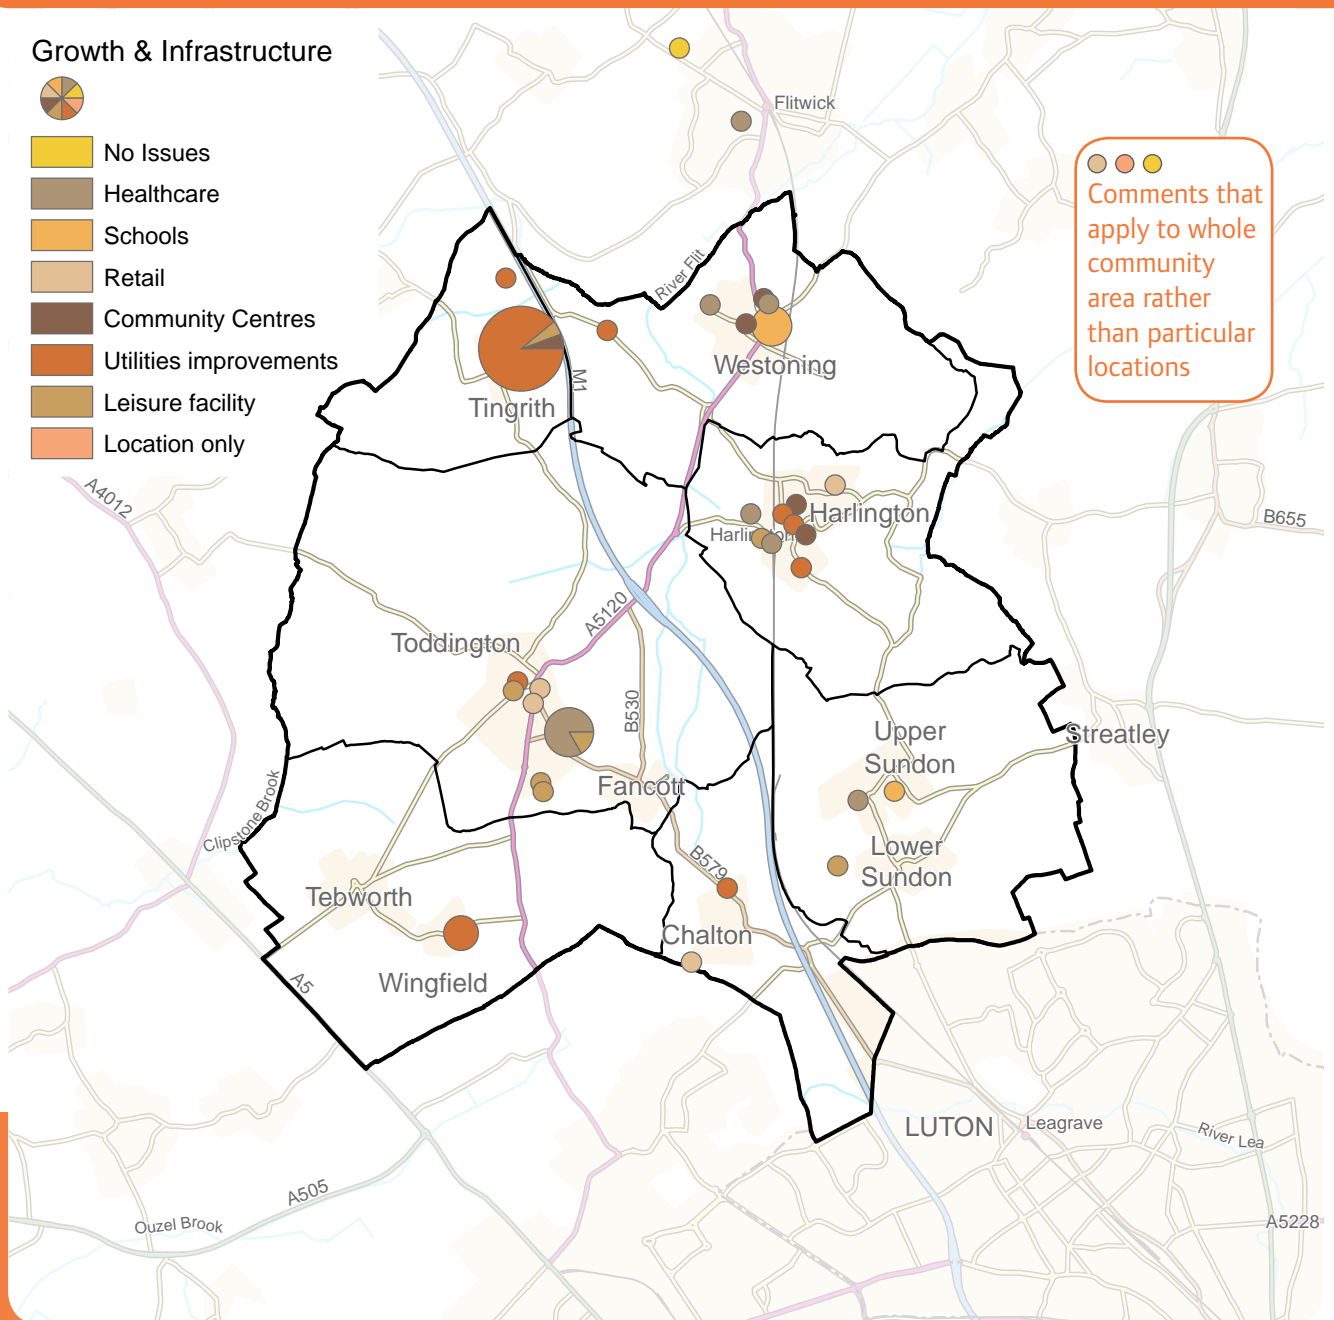 Growth & Infrastructure
No Issues
Healthcare
Schools
Retail
Community Centres
Utilities improvements
Leisure facility
Location only
Comments that
apply to whole
community
area rather
than particular
locations
Flitwick
River Flit
Westoning
M1
Tingrith
A4012
Harlington
Harlington
B655
A5120
Toddington
B530
Upper
Sundon
Streatley
Fancott
Clipstone Brook
B579
Lower
Sundon
Tebworth
Chalton
A5
Wingfield
LUTON
Leagrave
River Lea
A505
Ouzel Brook
A5228